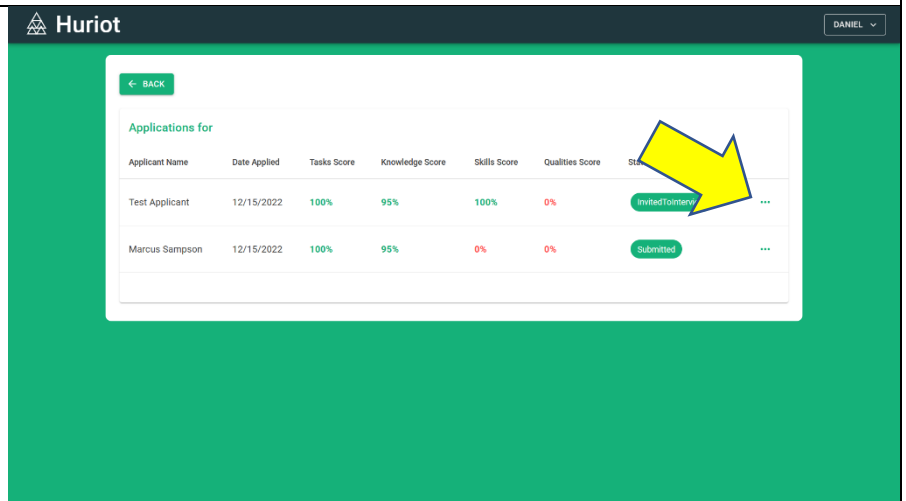 Huriot
DANIEL
← BACK
Applications for
Applicant Name Date Applied Tasks Score Knowledge Score Skills Score Qualities Score
Test Applicant 12/15/2022 100% 95% 100% 0% ...
Marcus Sampson 12/15/2022 100% 95% 0% 0% Submitted ...